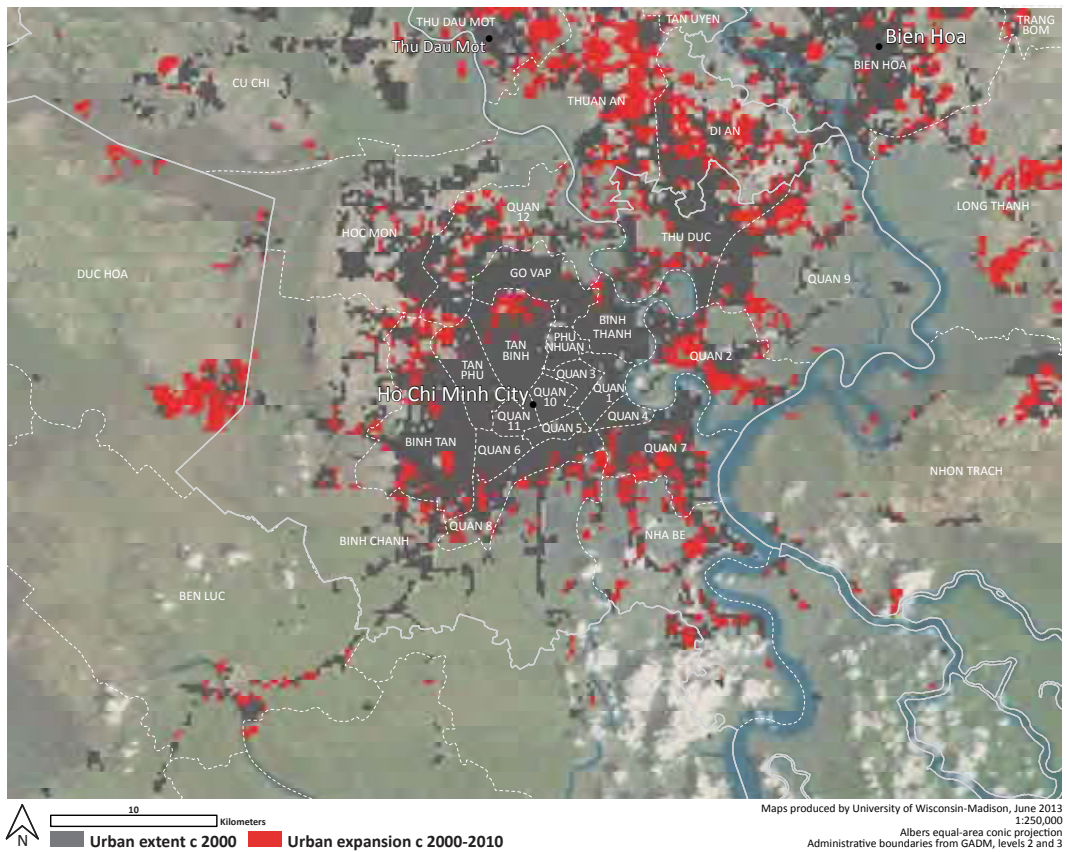 THU DAU MOT
TAN UYEN
TRANG
BOM
Thu Dau Mot
Bien Hoa
BIEN HOA
CU CHI
THUAN AN
DI AN
QUAN
12
LONG THANH
HOC MON
THU DUC
DUC HOA
GO VAP
QUAN 9
BINH
THANH
PHU
NHUAN
TAN
BINH
QUAN 2
TAN
PHU
QUAN 3
Ho Chi Minh City
QUAN
10
QUAN
1
QUAN
11
QUAN 4
QUAN 5
BINH TAN
QUAN 6
QUAN 7
NHON TRACH
QUAN 8
BINH CHANH
NHA BE
BEN LUC
N
10
Kilometers
Urban extent c 2000
Urban expansion c 2000-2010
Maps produced by University of Wisconsin-Madison, June 2013
1:250,000
Albers equal-area conic projection
Administrative boundaries from GADM, levels 2 and 3